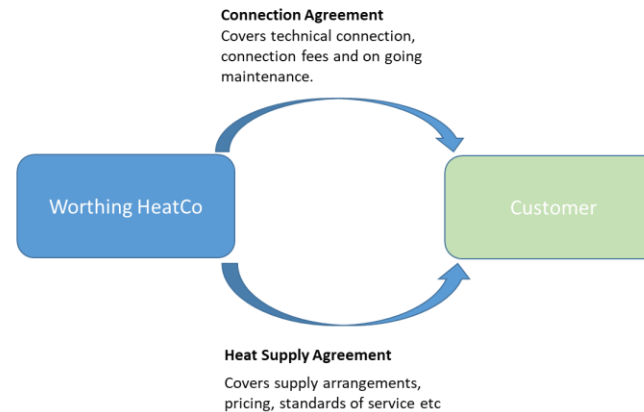 Connection Agreement
Covers technical connection,
connection fees and on going
maintenance.
Worthing HeatCo
Customer
Heat Supply Agreement
Covers supply arrangements,
pricing, standards of service etc